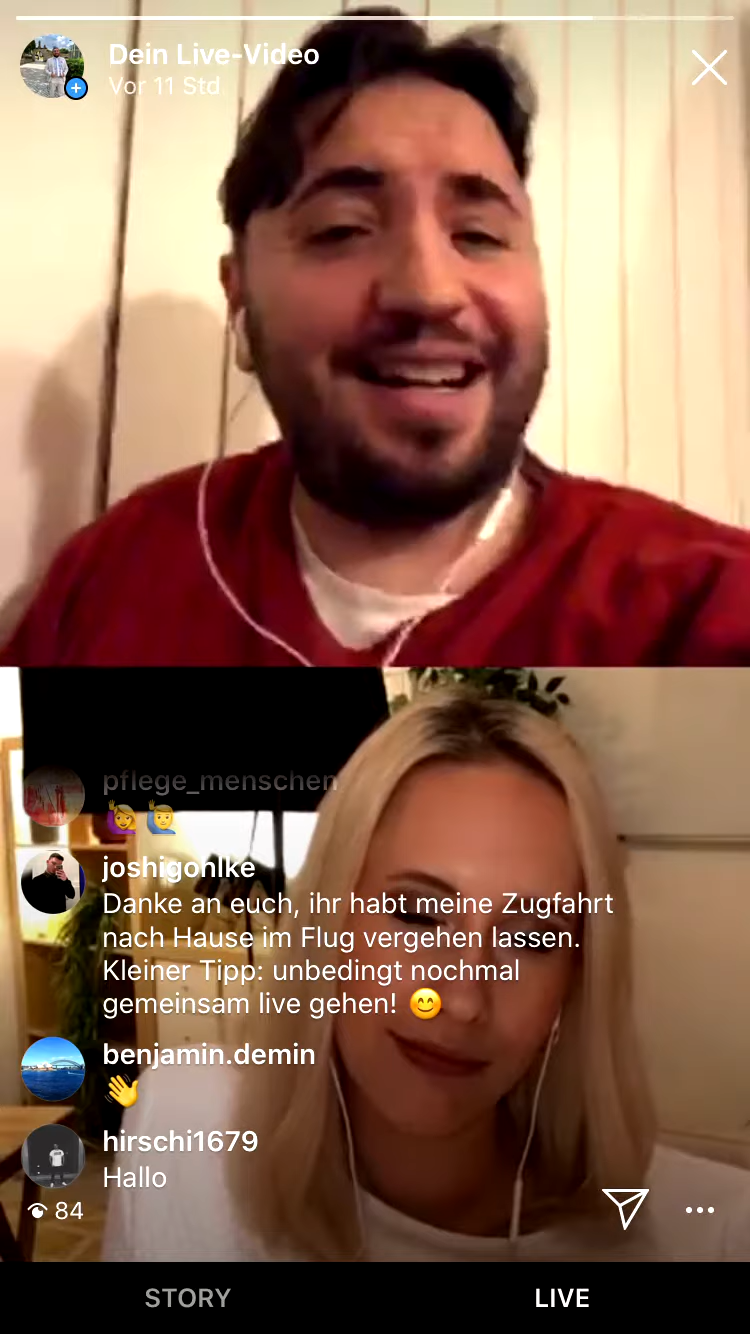 Dein Live-Video
Vor 11 Std.
pflege_menschen
🙋‍♀️ 🙋‍♂️
joshigohlke
Danke an euch, ihr habt meine Zugfahrt
nach Hause im Flug vergehen lassen.
Kleiner Tipp: unbedingt nochmal
gemeinsam live gehen! 😊
benjamin.demin
👋
hirschi1679
Hallo
84
STORY
LIVE